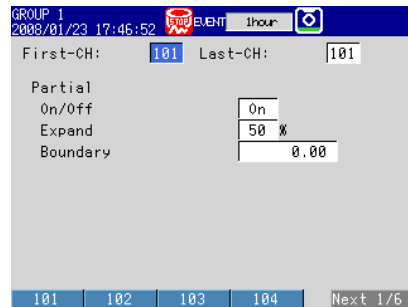 GROUP 1
2008/01/23 17:46:52 STOP EVENT 1hour
First-CH: 101 Last-CH: 101
Partial
On/Off On
Expand 50 %
Boundary 0.00
101 102 103 104 Next 1/6